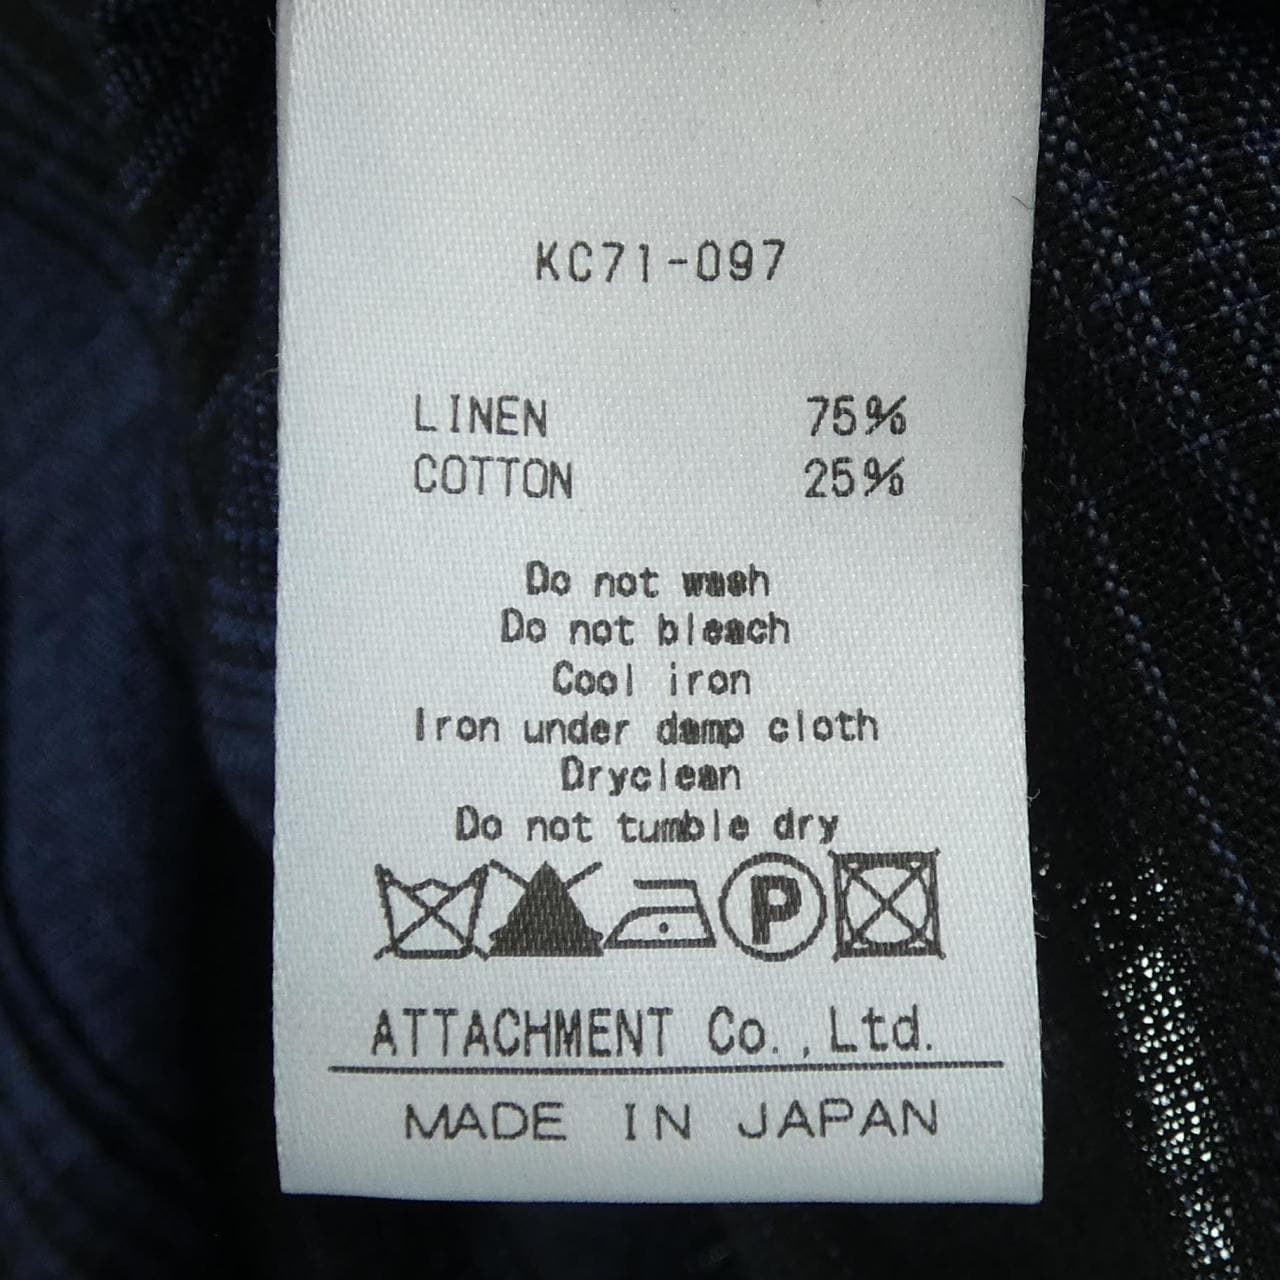 KC71-097
LINEN 75%
COTTON 25%
Do not wash
Do not bleach
Cool iron
Iron under damp cloth
Dryclean
Do not tumble dry
P
ATTACHMENT Co.,Ltd.
MADE IN JAPAN